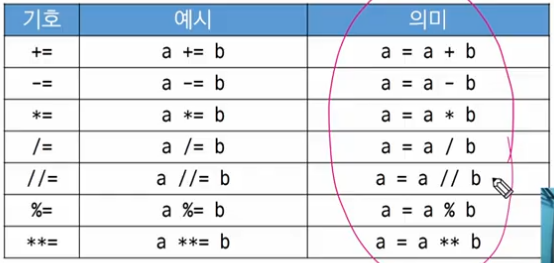 기호 예시 의미
+= a += b a = a + b
-= a -= b a = a - b
*= a *= b a = a * b
/= a /= b a = a / b
//= a //= b a = a // b
%= a %= b a = a % b
**= a **= b a = a ** b